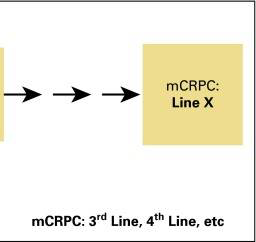 mCRPC:
Line X
mCRPC: 3rd Line, 4th Line, etc